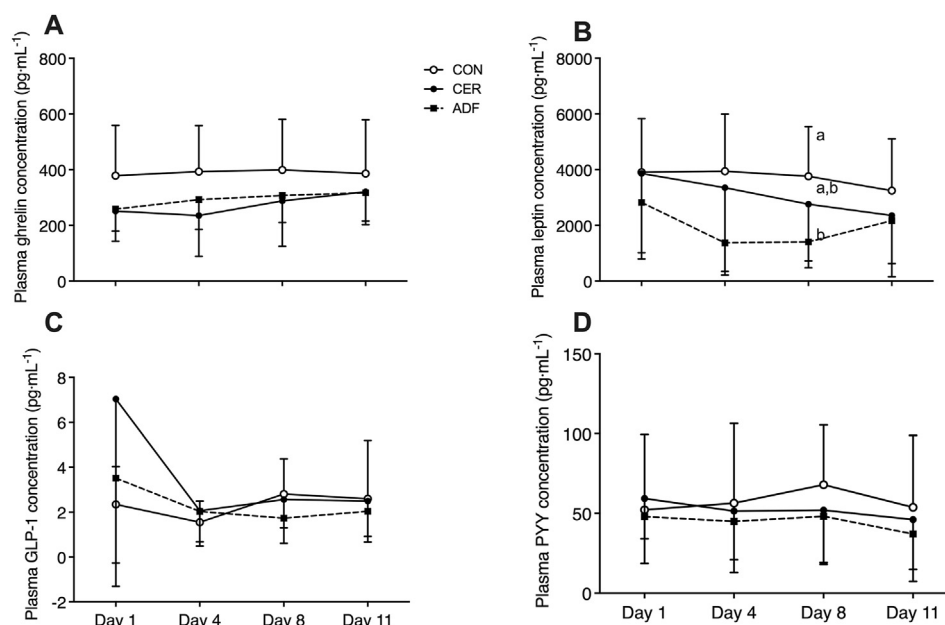 A
Plasma ghrelin concentration (pg·mL⁻¹)
800
600
400
200
0
CON
CER
ADF
B
Plasma leptin concentration (pg·mL⁻¹)
8000
6000
4000
2000
0
a
a,b
b
C
Plasma GLP-1 concentration (pg·mL⁻¹)
8
6
4
2
0
-2
Day 1 Day 4 Day 8 Day 11
D
Plasma PYY concentration (pg·mL⁻¹)
150
100
50
0
Day 1 Day 4 Day 8 Day 11